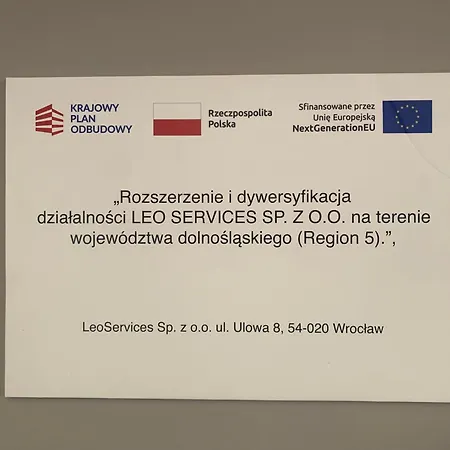 KRAJOWY
PLAN
ODBUDOWY
Rzeczpospolita
Polska
Sfinansowane przez
Unię Europejską
NextGenerationEU
„Rozszerzenie i dywersyfikacja
działalności LEO SERVICES SP. Z O.O. na terenie
województwa dolnośląskiego (Region 5).”,
LeoServices Sp. z o.o. ul. Ulowa 8, 54-020 Wrocław